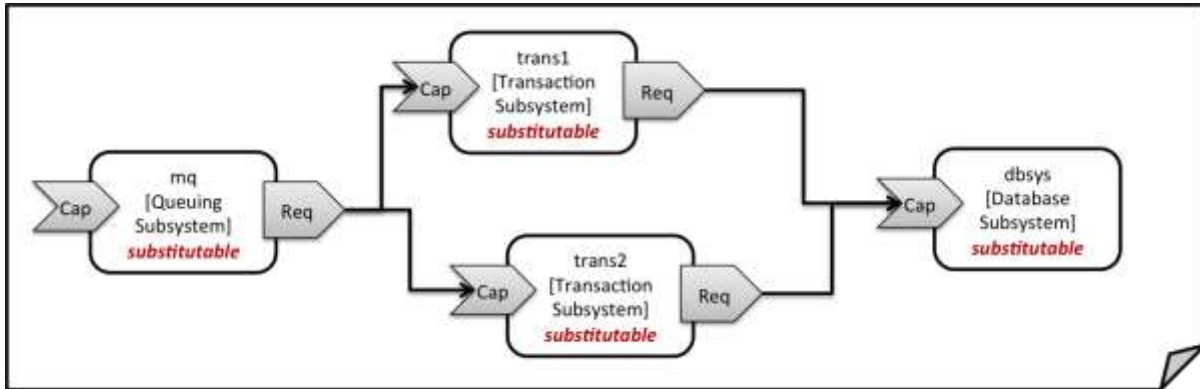 trans1
[Transaction
Subsystem]
substitutable
Cap
Req
mq
[Queuing
Subsystem]
substitutable
Cap
Req
trans2
[Transaction
Subsystem]
substitutable
Cap
Req
dbsys
[Database
Subsystem]
substitutable
Cap